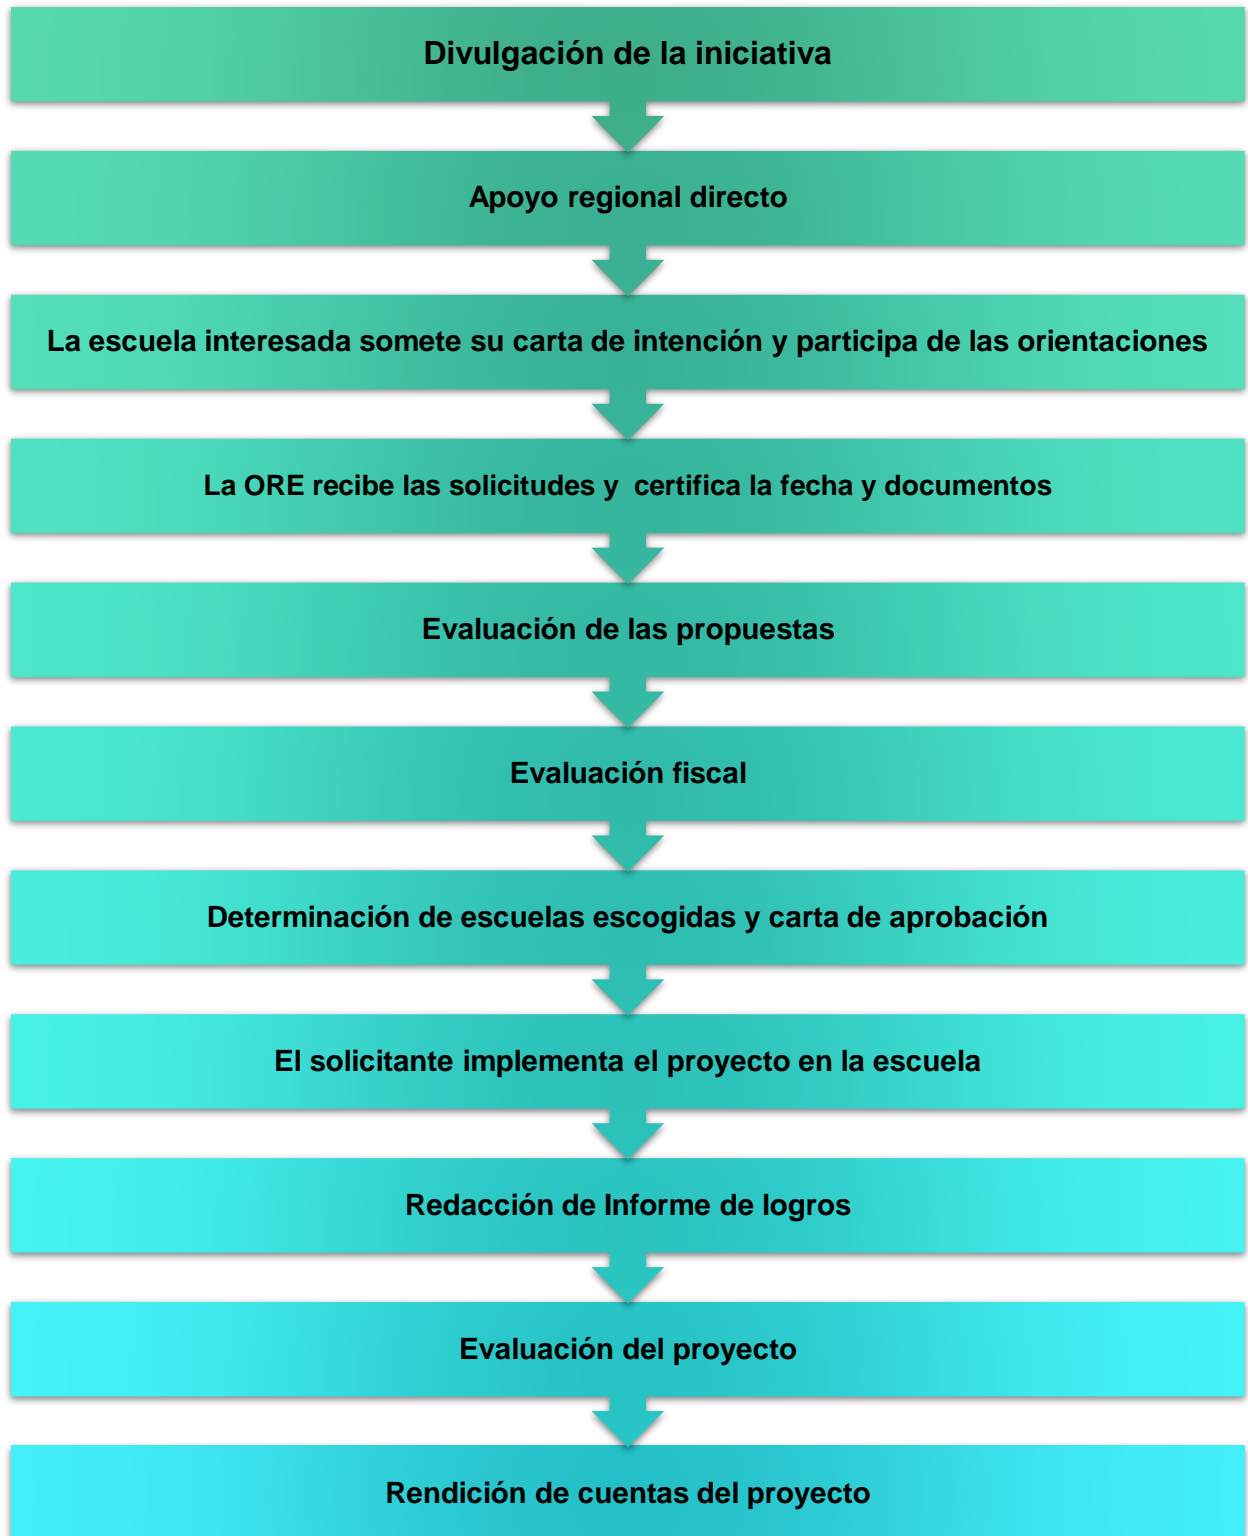 Divulgación de la iniciativa
Apoyo regional directo
La escuela interesada somete su carta de intención y participa de las orientaciones
La ORE recibe las solicitudes y  certifica la fecha y documentos
Evaluación de las propuestas
Evaluación fiscal
Determinación de escuelas escogidas y carta de aprobación
El solicitante implementa el proyecto en la escuela
Redacción de Informe de logros
Evaluación del proyecto
Rendición de cuentas del proyecto